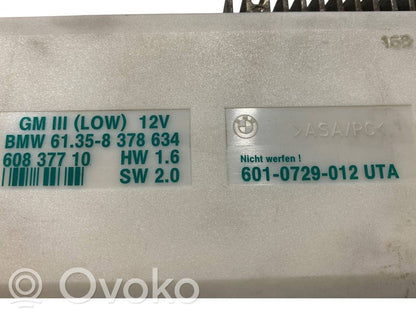 160
GM III (LOW) 12V
BMW 61.35-8 378 634
608 377 10 HW 1.6
SW 2.0
>ASA/PC<
Nicht werfen !
601-0729-012 UTA
© Ovoko